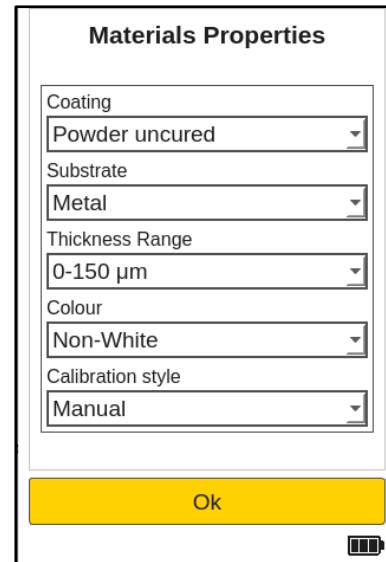 Materials Properties
Coating
Powder uncured
Substrate
Metal
Thickness Range
0-150 µm
Colour
Non-White
Calibration style
Manual
Ok